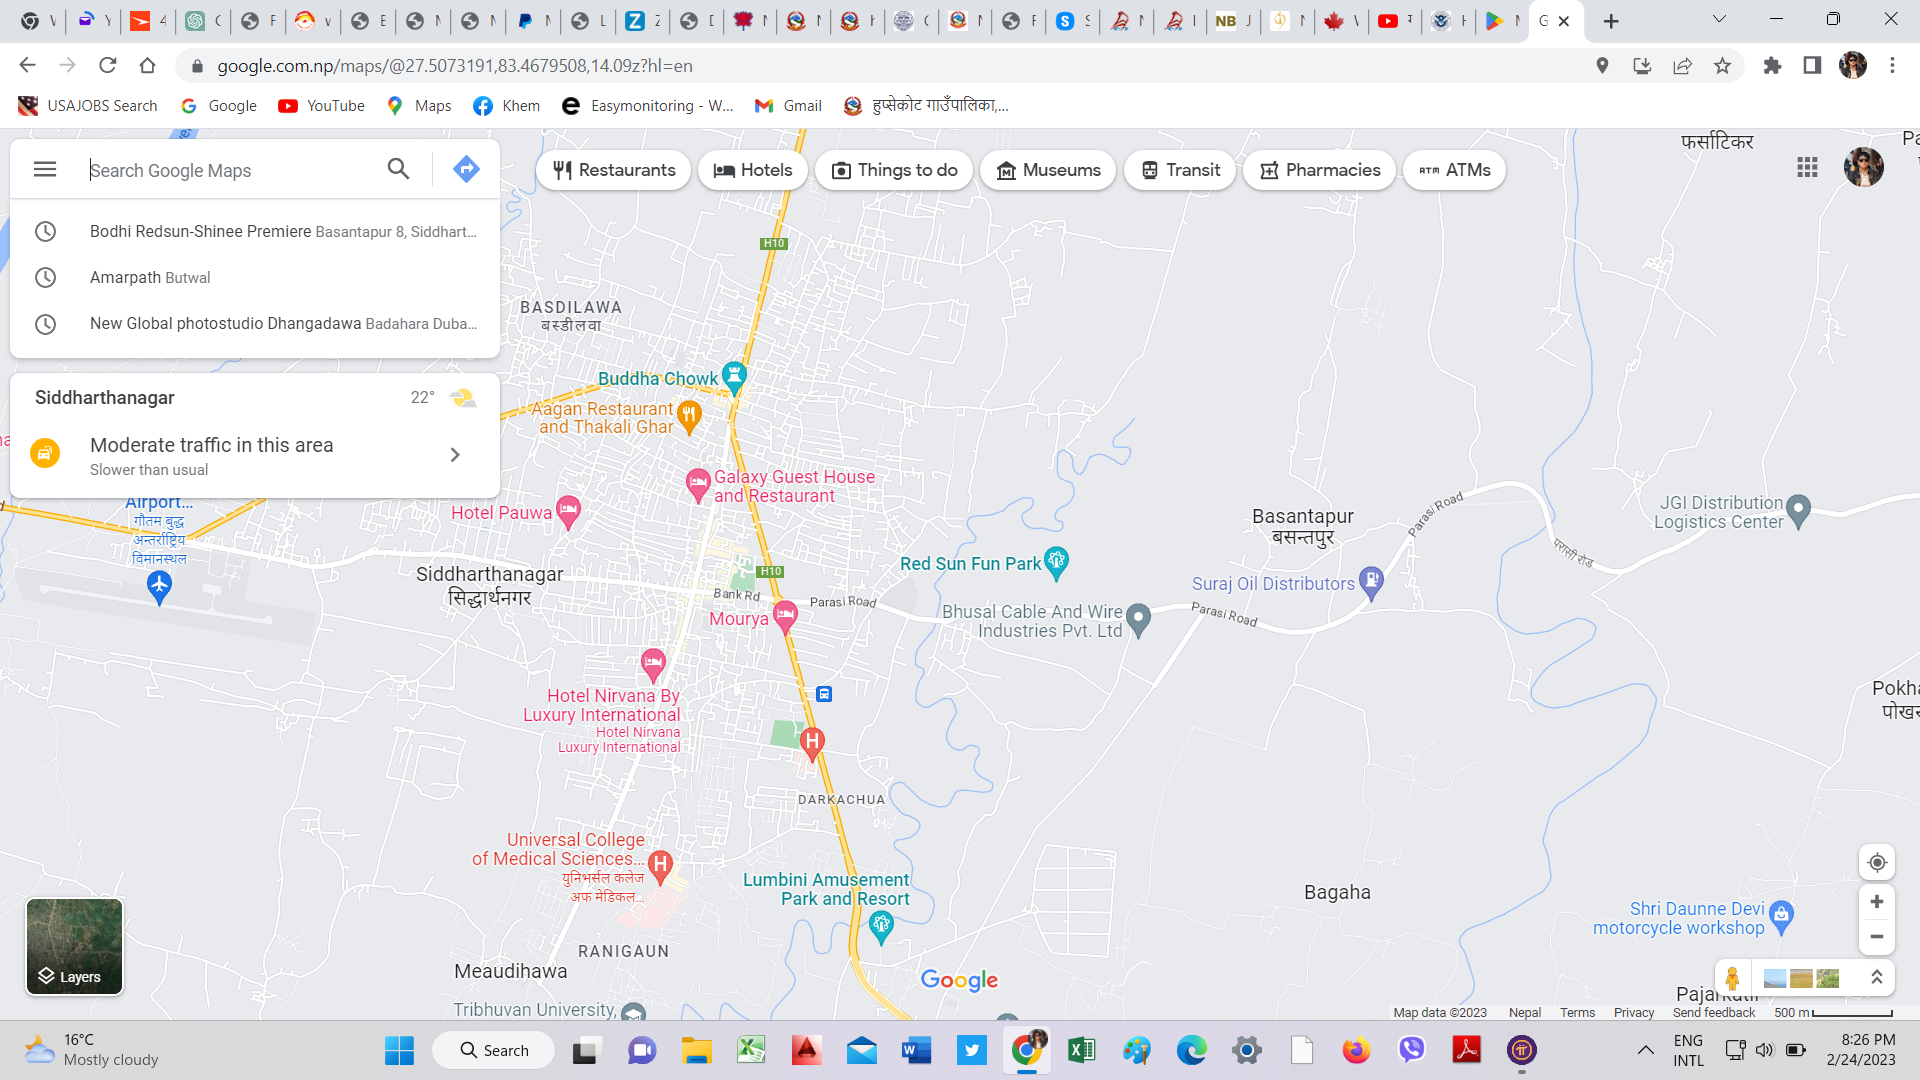 google.com.np/maps/@27.5073191,83.4679508,14.09z?hl=en
USAJOBS Search
Google
YouTube
Maps
Khem
Easymonitoring - W...
Gmail
हुप्सेकोट गाउँपालिका,...
Search Google Maps
Restaurants
Hotels
Things to do
Museums
Transit
Pharmacies
ATM ATMs
Bodhi Redsun-Shinee Premiere Basantapur 8, Siddhart...
Amarpath Butwal
New Global photostudio Dhangadawa Badahara Duba...
Siddharthanagar 22°
Moderate traffic in this area
Slower than usual
फर्साटिकर
H10
BASDILAWA
बस्डीलवा
Buddha Chowk
Aagan Restaurant
and Thakali Ghar
Galaxy Guest House
and Restaurant
Hotel Pauwa
Airport...
गौतम बुद्ध
अन्तर्राष्ट्रिय
विमानस्थल
Siddharthanagar
सिद्धार्थनगर
H10
Bank Rd
Parasi Road
Mourya
Red Sun Fun Park
Bhusal Cable And Wire
Industries Pvt. Ltd
Basantapur
बसन्तपुर
Parasi Road
Suraj Oil Distributors
Parasi Road
परासी रोड
JGI Distribution
Logistics Center
Hotel Nirvana By
Luxury International
Hotel Nirvana
Luxury International
H
DARKACHUA
Pokha
पोखर
Universal College
of Medical Sciences...
युनिभर्सल कलेज
अफ मेडिकल...
H
Lumbini Amusement
Park and Resort
Bagaha
Shri Daunne Devi
motorcycle workshop
RANIGAUN
Meaudihawa
Tribhuvan University,
Layers
Google
Map data ©2023
Nepal
Terms
Privacy
Send feedback
500 m
16°C
Mostly cloudy
Search
ENG
INTL
8:26 PM
2/24/2023